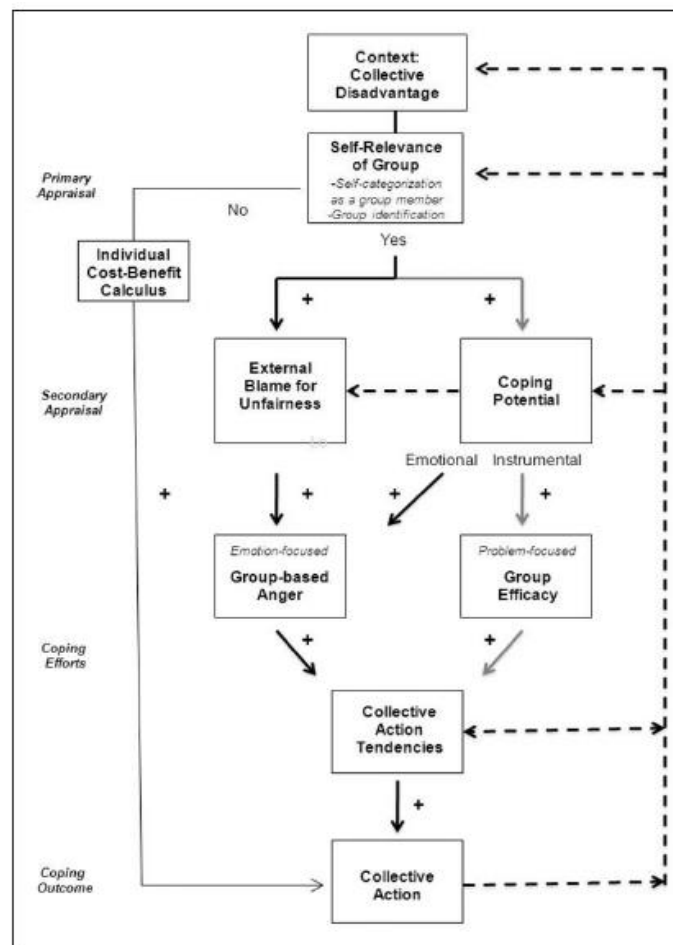 Context:
Collective
Disadvantage
Self-Relevance
of Group
-Self-categorization
as a group member
-Group identification
Primary
Appraisal
No
Yes
Individual
Cost-Benefit
Calculus
+
+
External
Blame for
Unfairness
Coping
Potential
Secondary
Appraisal
Emotional
Instrumental
+
+
+
+
Emotion-focused
Group-based
Anger
Problem-focused
Group
Efficacy
Coping
Efforts
+
+
Collective
Action
Tendencies
+
Coping
Outcome
Collective
Action